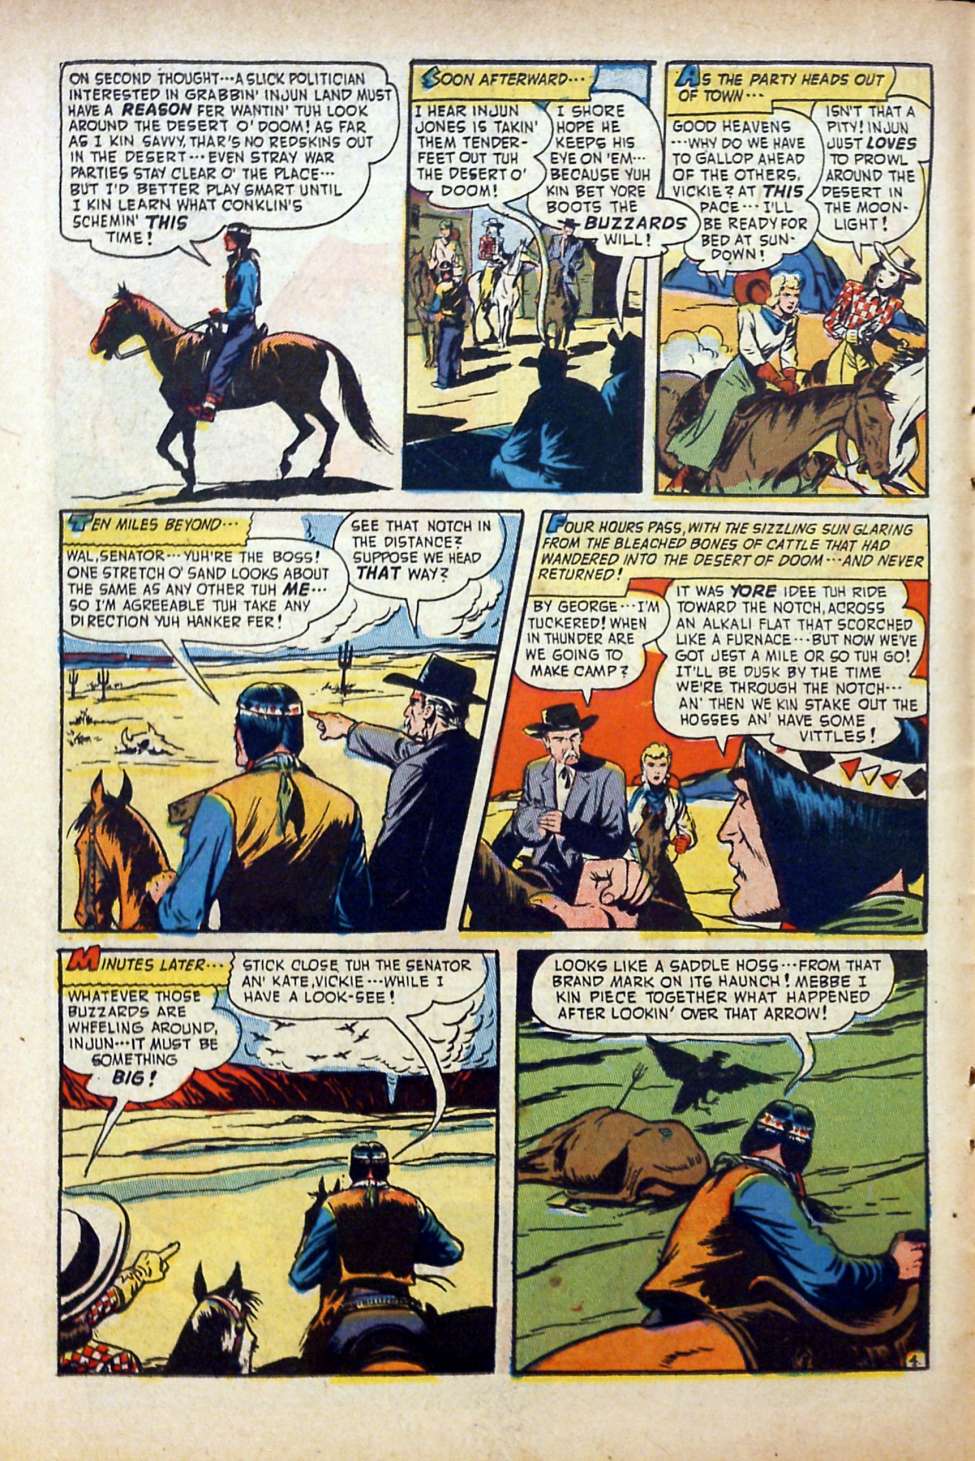 ON SECOND THOUGHT---A SLICK POLITICIAN
INTERESTED IN GRABBIN' INJUN LAND MUST
HAVE A REASON FER WANTIN' TUH LOOK
AROUND THE DESERT O' DOOM! AS FAR
AS I KIN SAVVY, THAR'S NO REDSKINS OUT
IN THE DESERT---EVEN STRAY WAR
PARTIES STAY CLEAR O' THE PLACE---
BUT I'D BETTER PLAY SMART UNTIL
I KIN LEARN WHAT CONKLIN'S
SCHEMIN' THIS
TIME!
SOON AFTERWARD---
I HEAR INJUN
JONES IS TAKIN'
THEM TENDER-
FEET OUT TUH
THE DESERT O'
DOOM!
I SHORE
HOPE HE
KEEPS HIS
EYE ON 'EM---
BECAUSE YUH
KIN BET YORE
BOOTS THE
BUZZARDS
WILL!
AS THE PARTY HEADS OUT
OF TOWN---
GOOD HEAVENS
---WHY DO WE HAVE
TO GALLOP AHEAD
OF THE OTHERS,
VICKIE? AT THIS
PACE---I'LL
BE READY FOR
BED AT SUN-
DOWN!
ISN'T THAT A
PITY! INJUN
JUST LOVES
TO PROWL
AROUND THE
DESERT IN
THE MOON-
LIGHT!
TEN MILES BEYOND---
WAL, SENATOR---YUH'RE THE BOSS!
ONE STRETCH O' SAND LOOKS ABOUT
THE SAME AS ANY OTHER TUH ME---
SO I'M AGREEABLE TUH TAKE ANY
DIRECTION YUH HANKER FER!
SEE THAT NOTCH IN
THE DISTANCE?
SUPPOSE WE HEAD
THAT WAY?
FOUR HOURS PASS, WITH THE SIZZLING SUN GLARING
FROM THE BLEACHED BONES OF CATTLE THAT HAD
WANDERED INTO THE DESERT OF DOOM---AND NEVER
RETURNED!
BY GEORGE---I'M
TUCKERED! WHEN
IN THUNDER ARE
WE GOING TO
MAKE CAMP?
IT WAS YORE IDEE TUH RIDE
TOWARD THE NOTCH, ACROSS
AN ALKALI FLAT THAT SCORCHED
LIKE A FURNACE---BUT NOW WE'VE
GOT JEST A MILE OR SO TUH GO!
IT'LL BE DUSK BY THE TIME
WE'RE THROUGH THE NOTCH---
AN' THEN WE KIN STAKE OUT THE
HOSSES AN' HAVE SOME
VITTLES!
MINUTES LATER---
WHATEVER THOSE
BUZZARDS ARE
WHEELING AROUND,
INJUN---IT MUST BE
SOMETHING
BIG!
STICK CLOSE TUH THE SENATOR
AN' KATE, VICKIE---WHILE I
HAVE A LOOK-SEE!
LOOKS LIKE A SADDLE HOSS---FROM THAT
BRAND MARK ON ITS HAUNCH! MEBBE I
KIN PIECE TOGETHER WHAT HAPPENED
AFTER LOOKIN' OVER THAT ARROW!
4